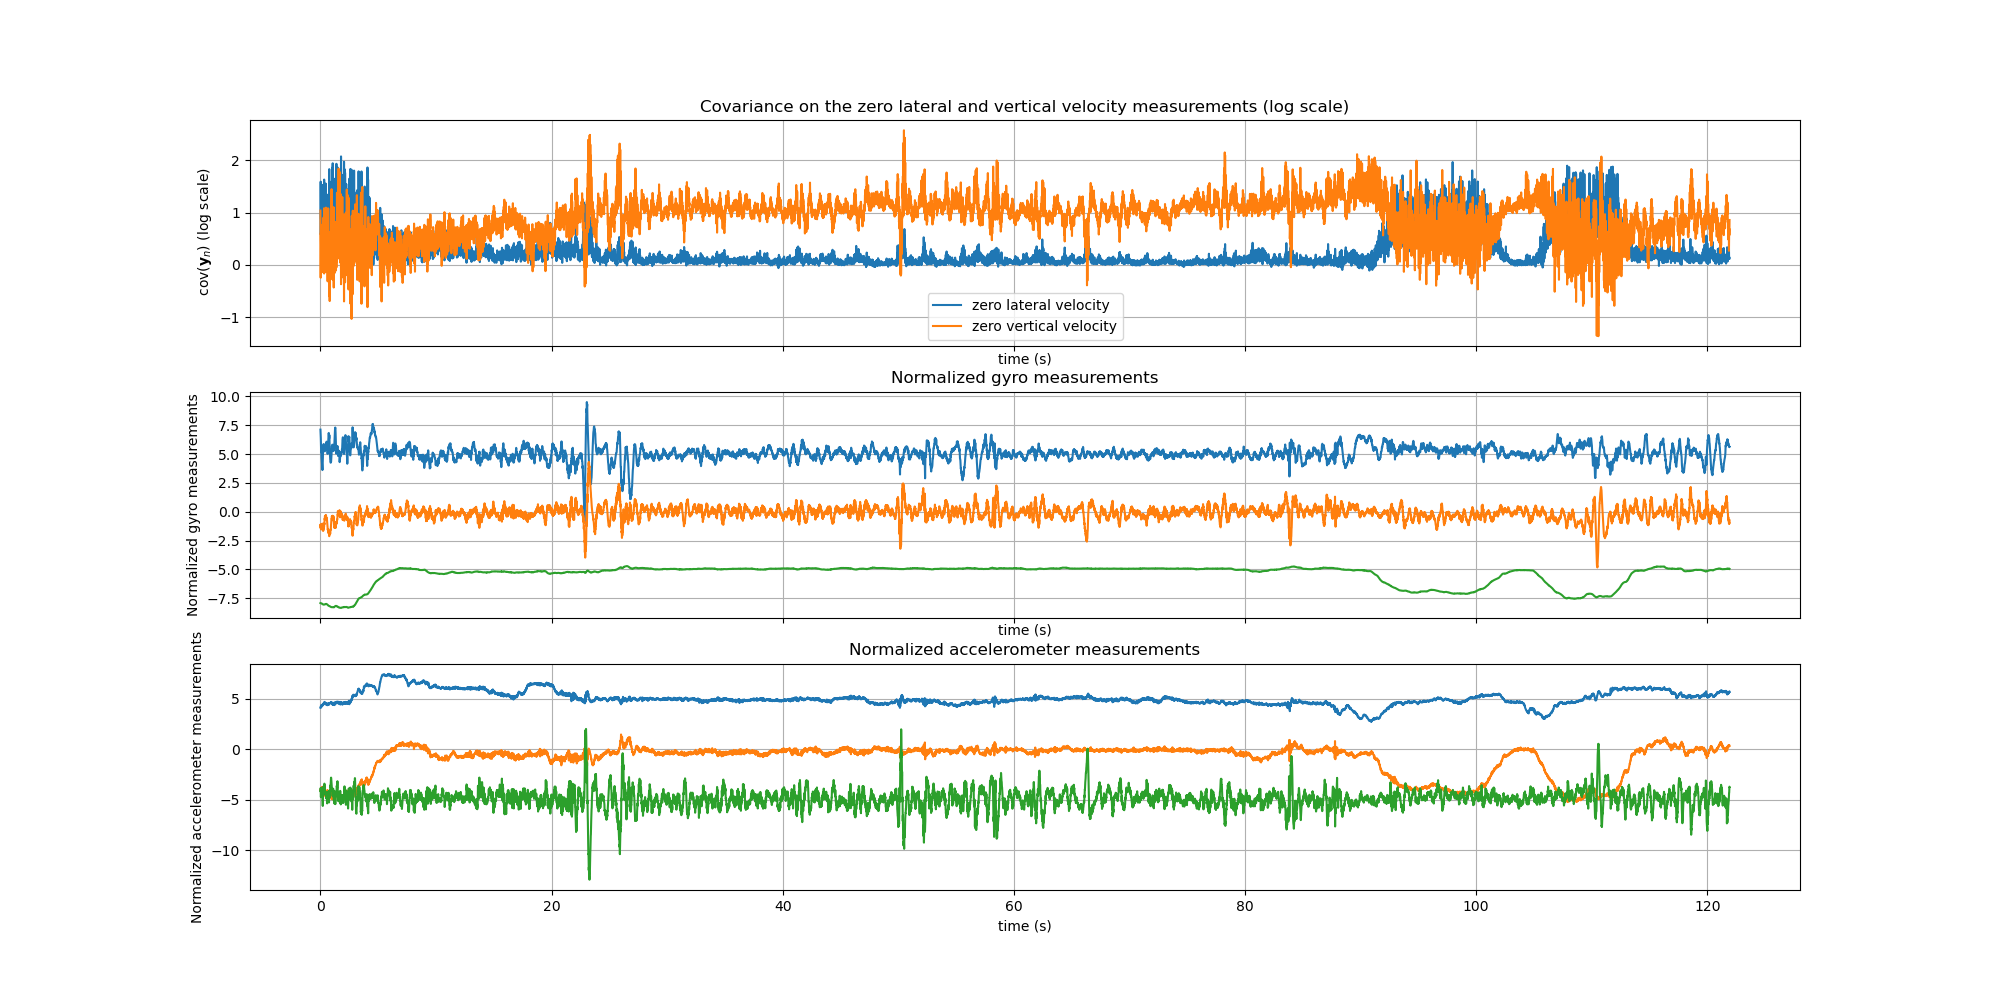 Covariance on the zero lateral and vertical velocity measurements (log scale)
cov(yₙ) (log scale)
2
1
0
−1
zero lateral velocity
zero vertical velocity
time (s)
Normalized gyro measurements
Normalized gyro measurements
10.0
7.5
5.0
2.5
0.0
−2.5
−5.0
−7.5
time (s)
Normalized accelerometer measurements
Normalized accelerometer measurements
5
0
−5
−10
0 20 40 60 80 100 120
time (s)